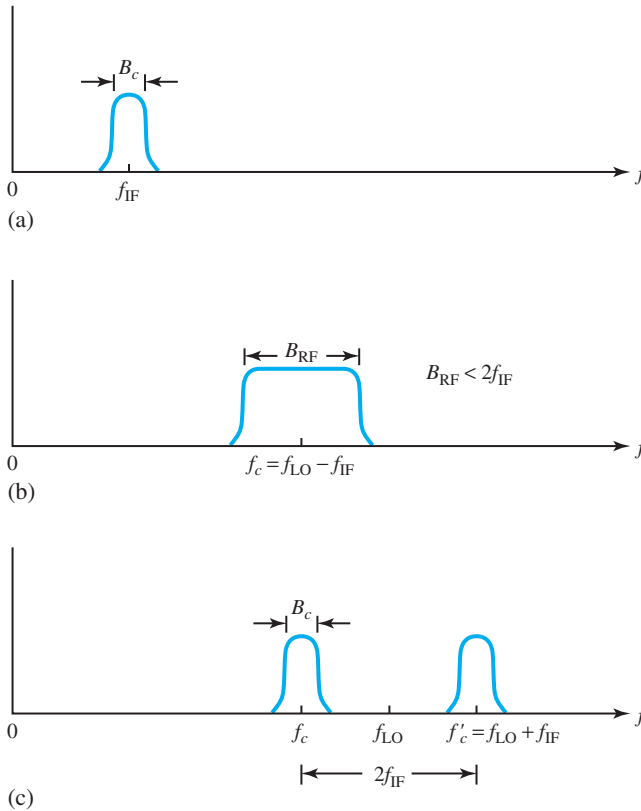 B_c
0
f_IF
f
(a)
B_RF
B_RF < 2f_IF
0
f_c = f_LO − f_IF
f
(b)
B_c
0
f_c
f_LO
f′_c = f_LO + f_IF
f
2f_IF
(c)